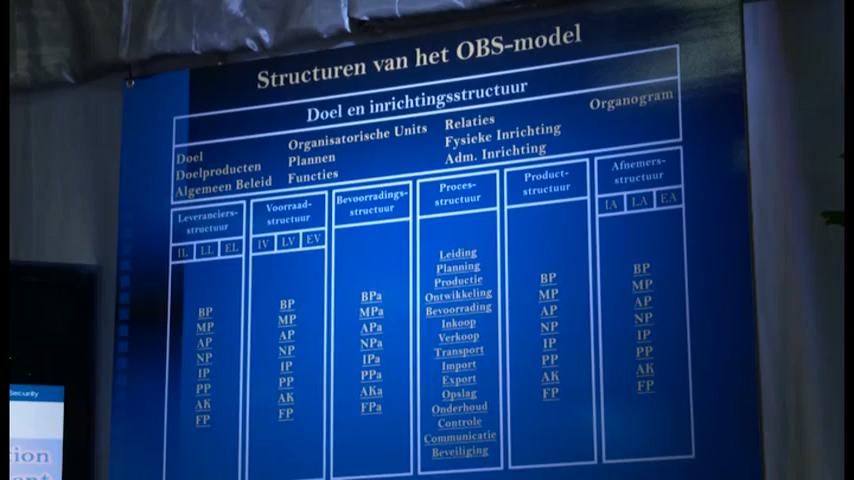 Structuren van het OBS-model
Doel en inrichtingsstructuur
Doel
Doelproducten
Algemeen Beleid
Organisatorische Units
Plannen
Functies
Relaties
Fysieke Inrichting
Adm. Inrichting
Organogram
Leveranciers-
structuur
IL LL EL
BP
MP
AP
NP
IP
PP
AK
FP
Voorraad-
structuur
IV LV EV
BP
MP
AP
NP
IP
PP
AK
FP
Bevoorradings-
structuur
BPa
MPa
APa
NPa
IPa
PPa
AKa
FPa
Proces-
structuur
Leiding
Planning
Productie
Ontwikkeling
Bevoorrading
Inkoop
Verkoop
Transport
Import
Export
Opslag
Onderhoud
Controle
Communicatie
Beveiliging
Product-
structuur
BP
MP
AP
NP
IP
PP
AK
FP
Afnemers-
structuur
IA LA EA
BP
MP
AP
NP
IP
PP
AK
FP
Security